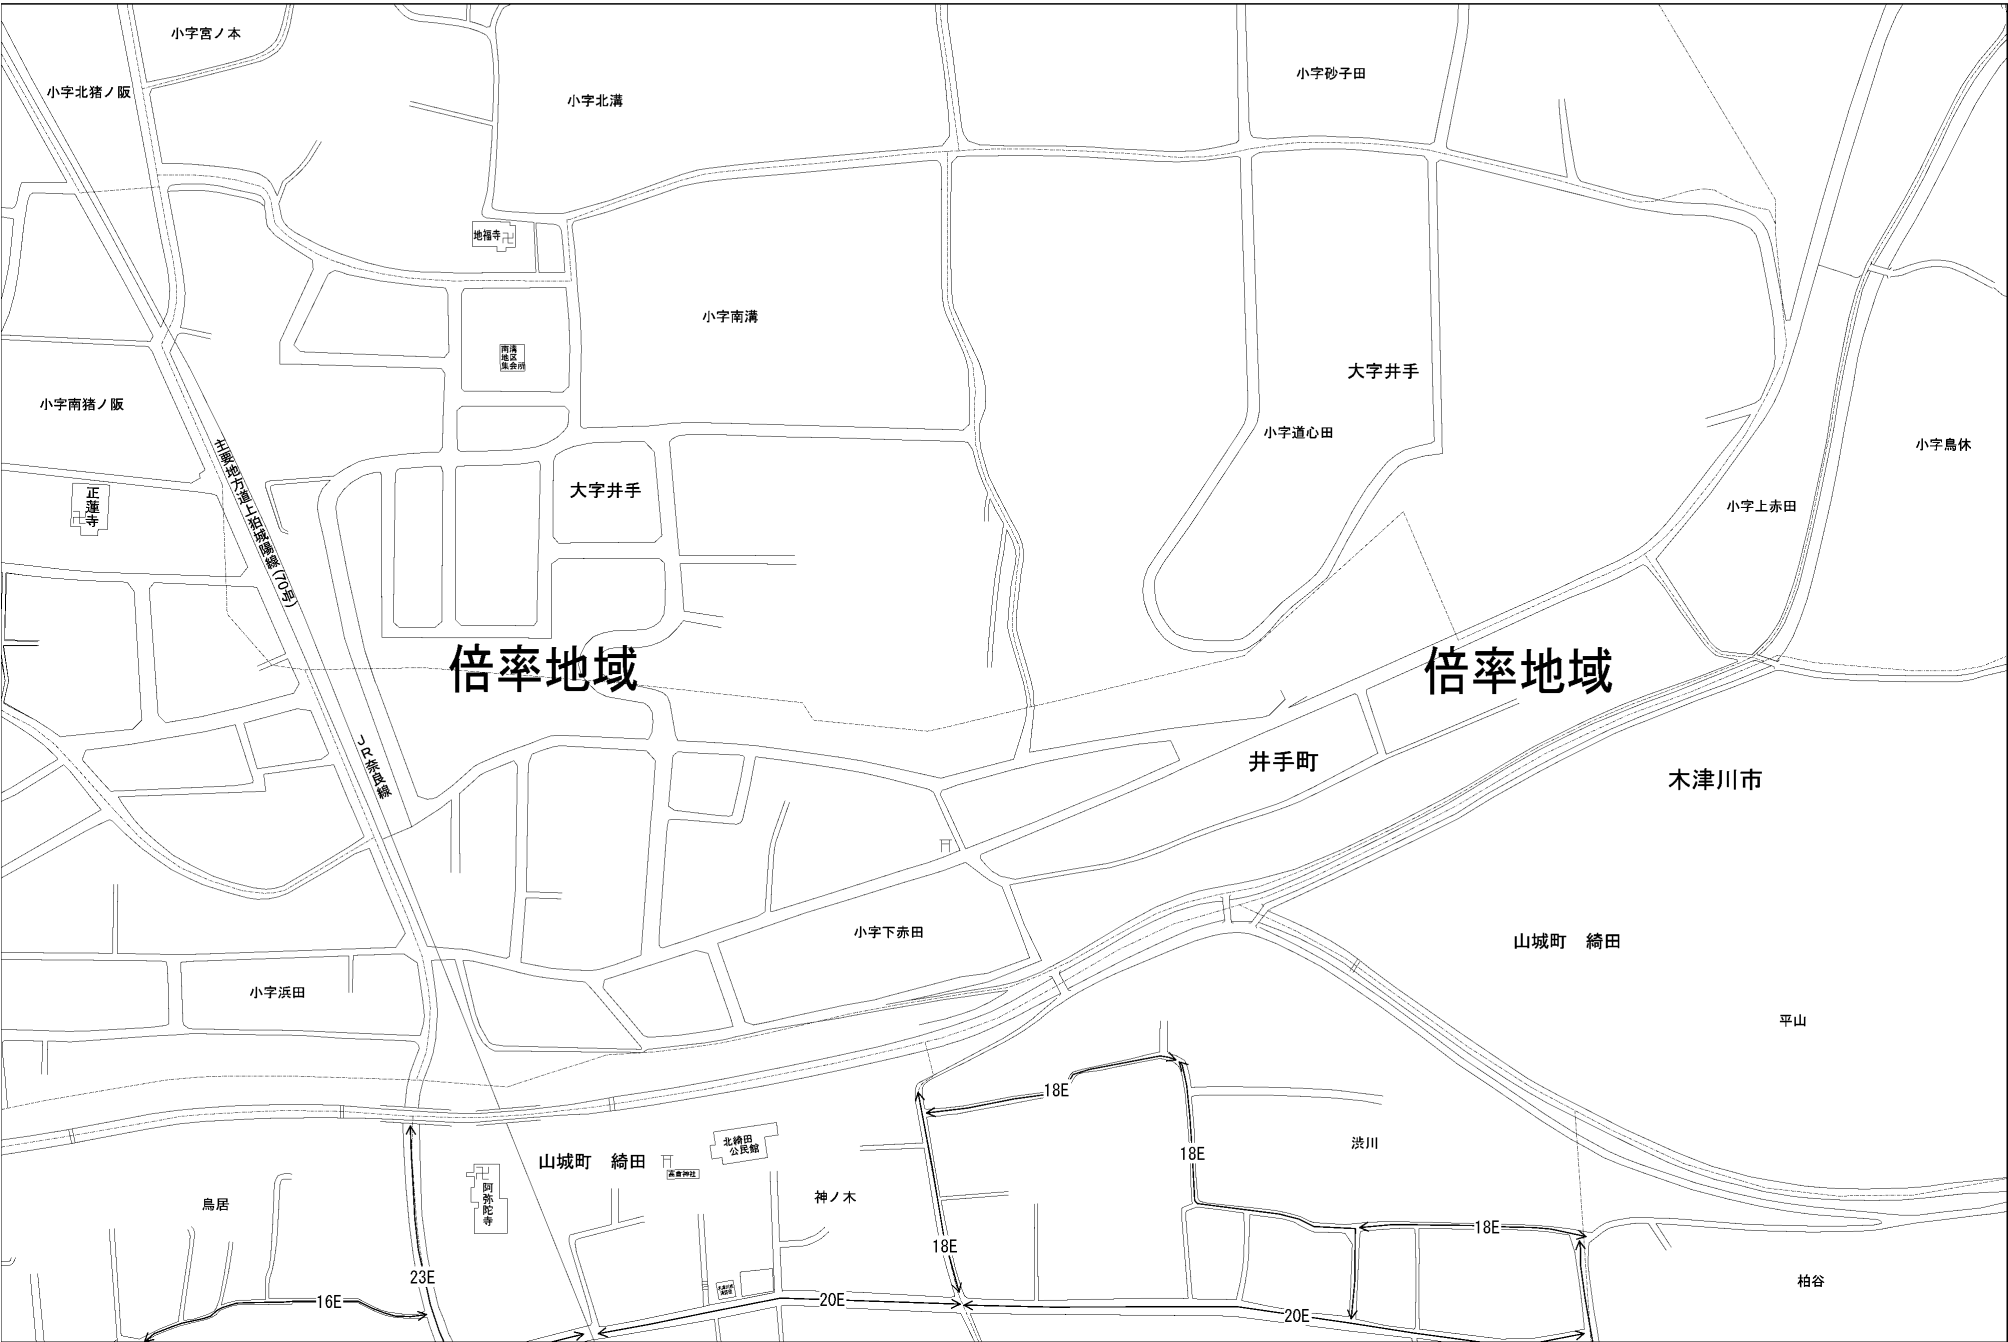 小字宮ノ本
小字砂子田
小字北猪ノ阪
小字北溝
地福寺
小字南溝
南溝
地区
集会所
大字井手
小字南猪ノ阪
小字道心田
小字鳥休
主要地方道上狛城陽線(70号)
大字井手
正蓮寺
小字上赤田
倍率地域
倍率地域
JR奈良線
井手町
木津川市
小字下赤田
山城町 綺田
小字浜田
平山
18E
北綺田
公民館
渋川
18E
山城町 綺田
高倉神社
阿弥陀寺
鳥居
神ノ木
18E
18E
23E
柏谷
16E
20E
20E